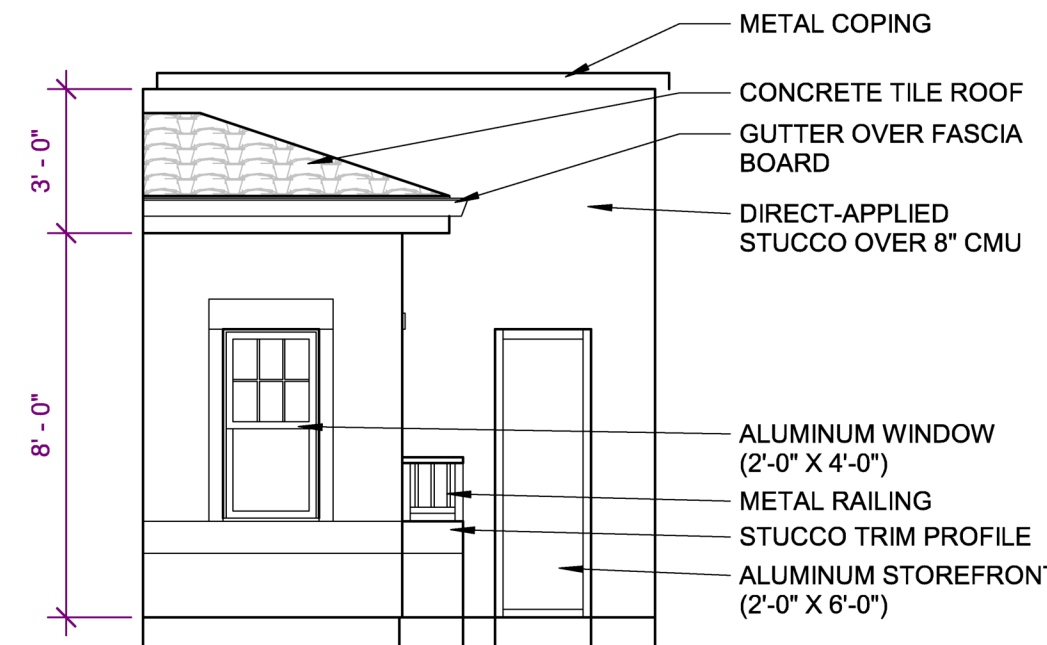 METAL COPING
CONCRETE TILE ROOF
GUTTER OVER FASCIA
BOARD
3' - 0"
DIRECT-APPLIED
STUCCO OVER 8" CMU
8' - 0"
ALUMINUM WINDOW
(2'-0" X 4'-0")
METAL RAILING
STUCCO TRIM PROFILE
ALUMINUM STOREFRONT
(2'-0" X 6'-0")